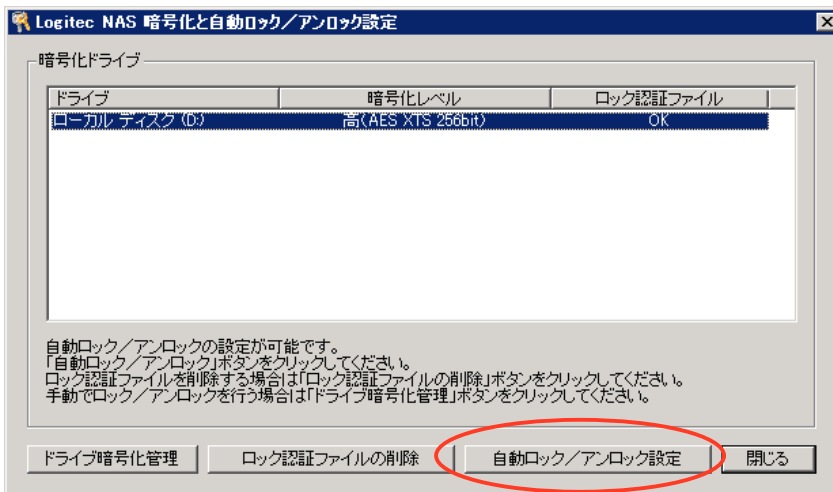 Logitec NAS 暗号化と自動ロック／アンロック設定
暗号化ドライブ
ドライブ 暗号化レベル ロック認証ファイル
ローカル ディスク (D:) 高(AES XTS 256bit) OK
自動ロック／アンロックの設定が可能です。
「自動ロック／アンロック」ボタンをクリックしてください。
ロック認証ファイルを削除する場合は「ロック認証ファイルの削除」ボタンをクリックしてください。
手動でロック／アンロックを行う場合は「ドライブ暗号化管理」ボタンをクリックしてください。
ドライブ暗号化管理 ロック認証ファイルの削除 自動ロック／アンロック設定 閉じる